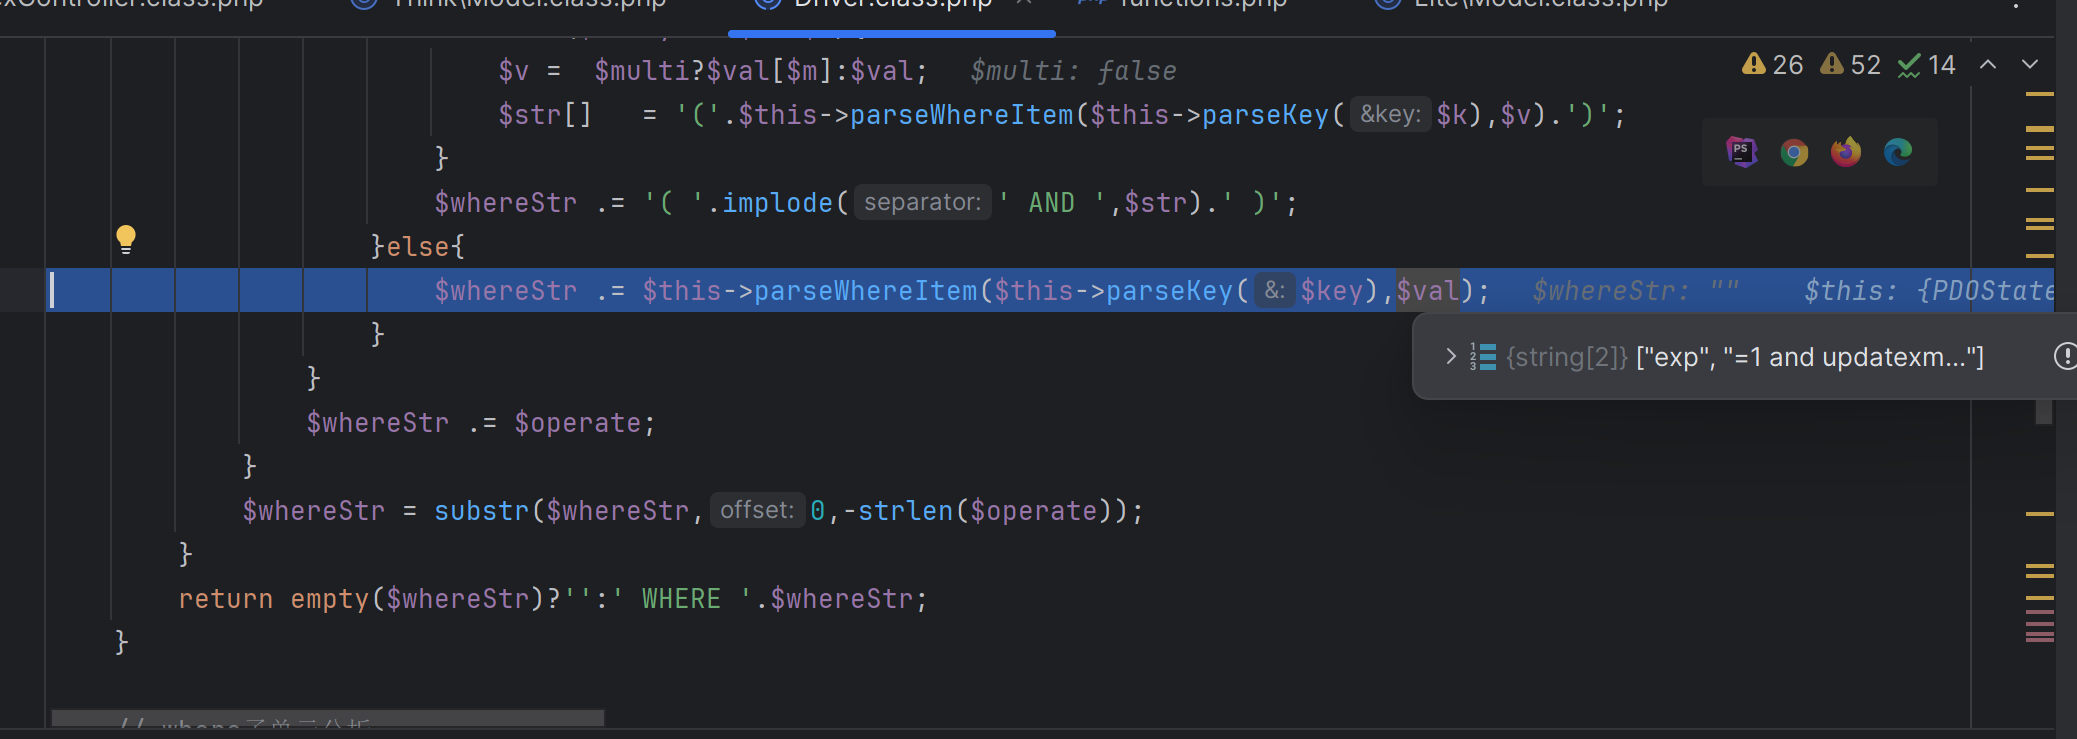 xController.class.php Think\Model.class.php Driver.class.php php functions.php Lite\Model.class.php
$v = $multi?$val[$m]:$val; $multi: false 26 52 14
$str[] = '('.$this->parseWhereItem($this->parseKey( &key: $k),$v).')';
PS
}
$whereStr .= '( '.implode( separator: ' AND ',$str).' )';
}else{
$whereStr .= $this->parseWhereItem($this->parseKey( &: $key),$val); $whereStr: "" $this: {PDOState
}
{string[2]} ["exp", "=1 and updatexm..."]
}
$whereStr .= $operate;
}
$whereStr = substr($whereStr, offset: 0,-strlen($operate));
}
return empty($whereStr)?'':' WHERE '.$whereStr;
}
// where子单元分析